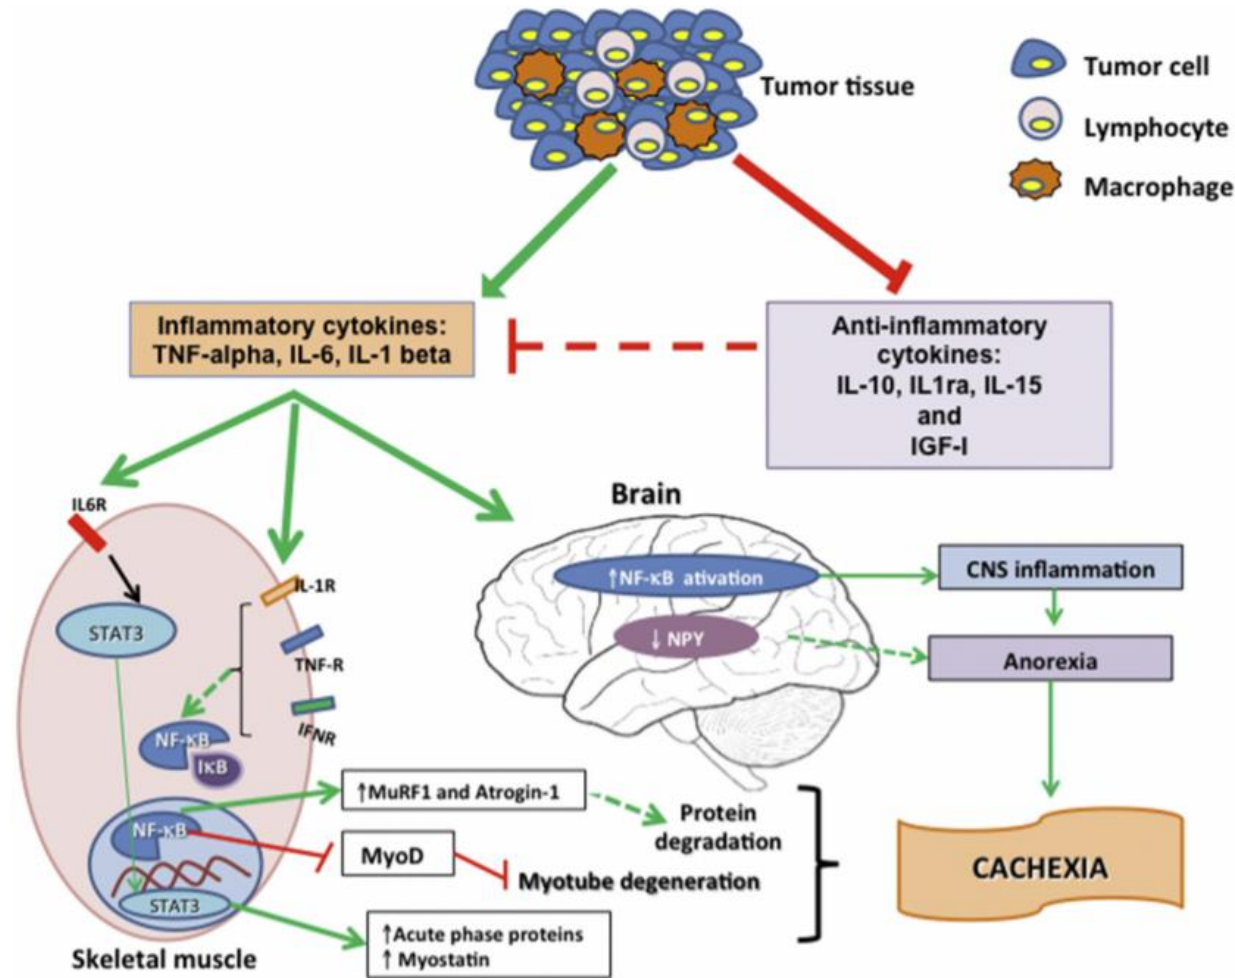 Tumor tissue
Tumor cell
Lymphocyte
Macrophage
Inflammatory cytokines:
TNF-alpha, IL-6, IL-1 beta
Anti-inflammatory
cytokines:
IL-10, IL1ra, IL-15
and
IGF-I
IL6R
STAT3
IL-1R
TNF-R
IFNR
NF-κB
IκB
NF-κB
STAT3
Skeletal muscle
Brain
↑NF-κB ativation
↓ NPY
CNS inflammation
Anorexia
↑MuRF1 and Atrogin-1
Protein
degradation
MyoD
Myotube degeneration
↑Acute phase proteins
↑ Myostatin
CACHEXIA